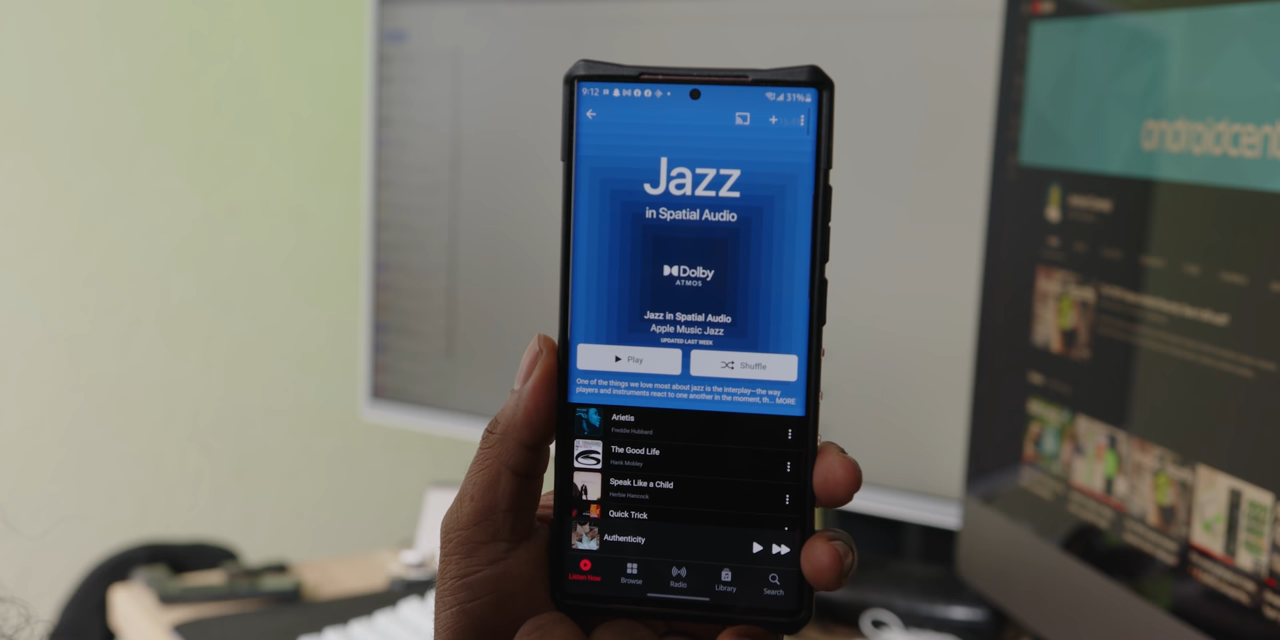 9:12
31%
Jazz
in Spatial Audio
Dolby
ATMOS
Jazz in Spatial Audio
Apple Music Jazz
UPDATED LAST WEEK
Play
Shuffle
One of the things we love most about jazz is the interplay—the way
players and instruments react to one another in the moment, th... MORE
Arietis
Freddie Hubbard
The Good Life
Hank Mobley
Speak Like a Child
Herbie Hancock
Quick Trick
Authenticity
Listen Now
Browse
Radio
Library
Search
androidcen